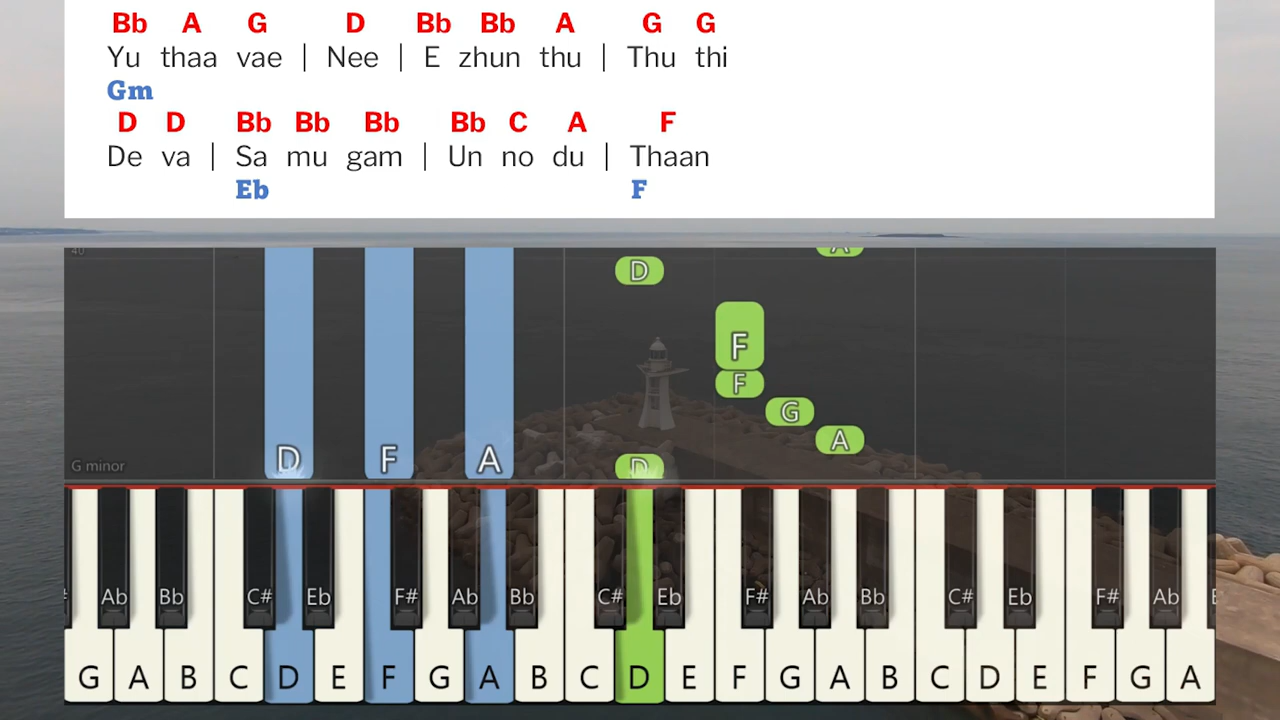 Bb A G D Bb Bb A G G
Yu thaa vae | Nee | E zhun thu | Thu thi
Gm
D D Bb Bb Bb Bb C A F
De va | Sa mu gam | Un no du | Thaan
Eb F
40
A
D
F
F
G
A
D F A D
G minor
Ab Bb C# Eb F# Ab Bb C# Eb F# Ab Bb C# Eb F# Ab
G A B C D E F G A B C D E F G A B C D E F G A